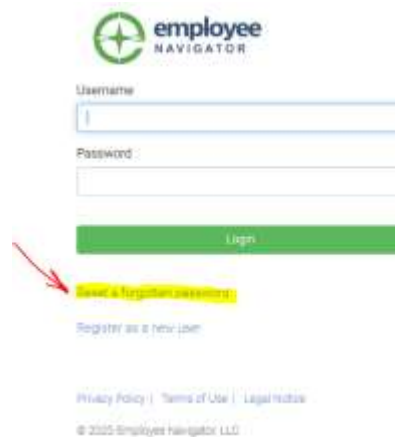 employee
NAVIGATOR
Username
Password
Login
Reset a forgotten password
Register as a new user
Privacy Policy | Terms of Use | Legal Notice
© 2025 Employee Navigator, LLC